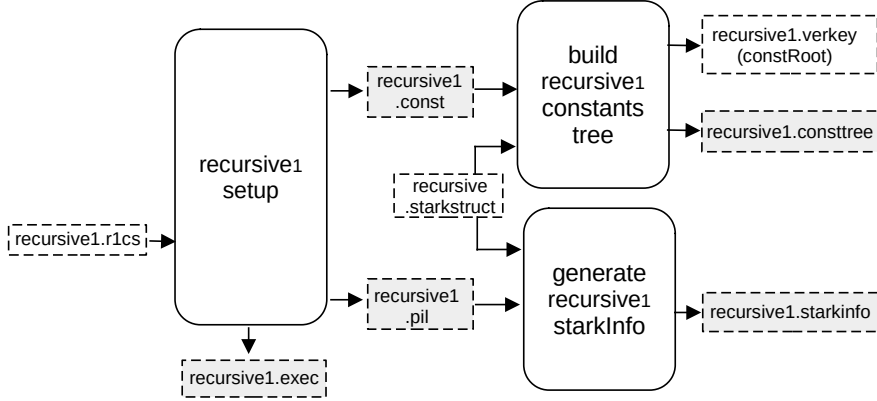 recursive1.r1cs
recursive1
setup
recursive1.exec
recursive1
.const
recursive
.starkstruct
recursive1
.pil
build
recursive1
constants
tree
generate
recursive1
starkInfo
recursive1.verkey
(constRoot)
recursive1.consttree
recursive1.starkinfo